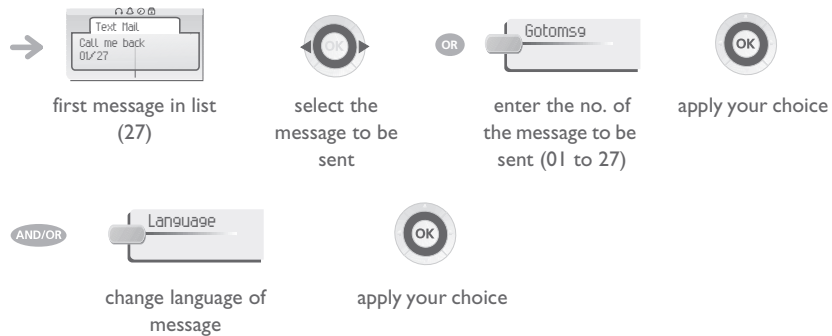 Text Mail
Call me back
01/27
OK
OR
Gotomsg
OK
first message in list
(27)
select the
message to be
sent
enter the no. of
the message to be
sent (01 to 27)
apply your choice
AND/OR
Language
OK
change language of
message
apply your choice